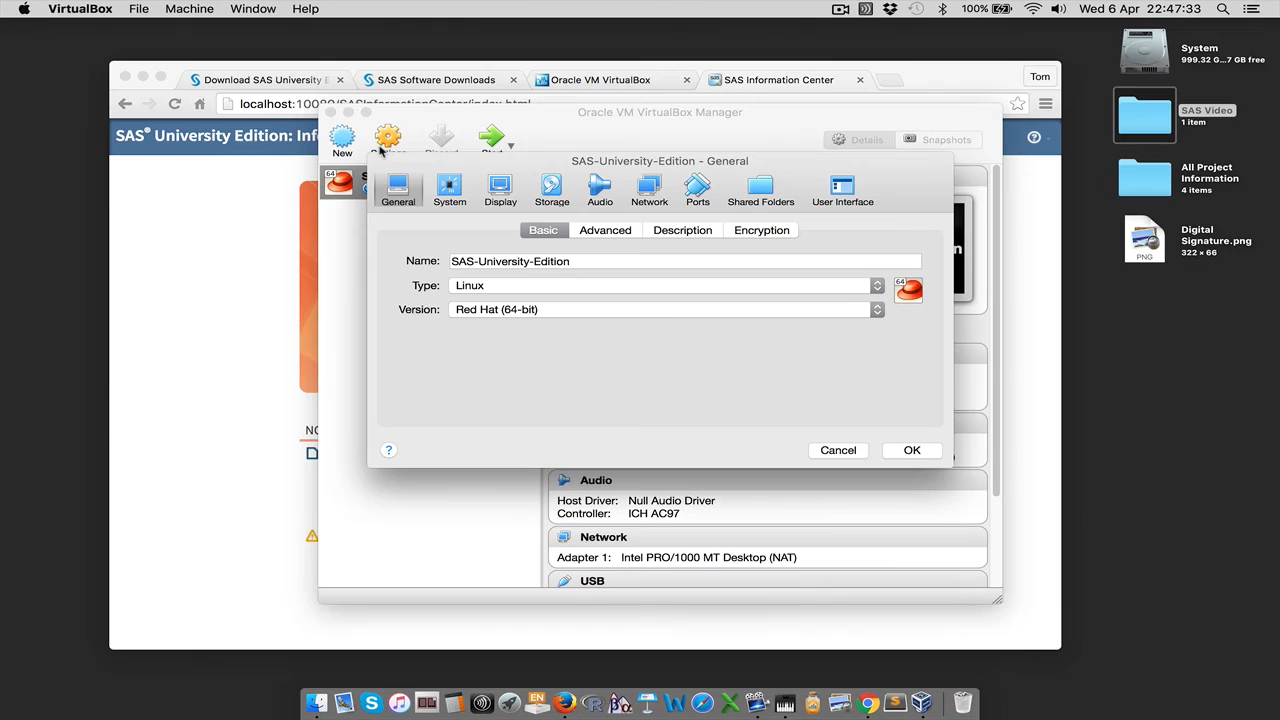 VirtualBox File Machine Window Help 100% Wed 6 Apr 22:47:33
System
999.32 G...7 GB free
SAS Video
1 item
All Project
Information
4 items
Digital
Signature.png
322 × 66
PNG
Download SAS University E
SAS Software Downloads
Oracle VM VirtualBox
SAS Information Center
Tom
localhost:10080/SASInformationCenter/index.html
SAS® University Edition: Inf
Oracle VM VirtualBox Manager
New
Details
Snapshots
64
SAS-University-Edition - General
General System Display Storage Audio Network Ports Shared Folders User Interface
Basic Advanced Description Encryption
Name: SAS-University-Edition
Type: Linux
64
Version: Red Hat (64-bit)
?
Cancel OK
Audio
Host Driver: Null Audio Driver
Controller: ICH AC97
Network
Adapter 1: Intel PRO/1000 MT Desktop (NAT)
USB
EN